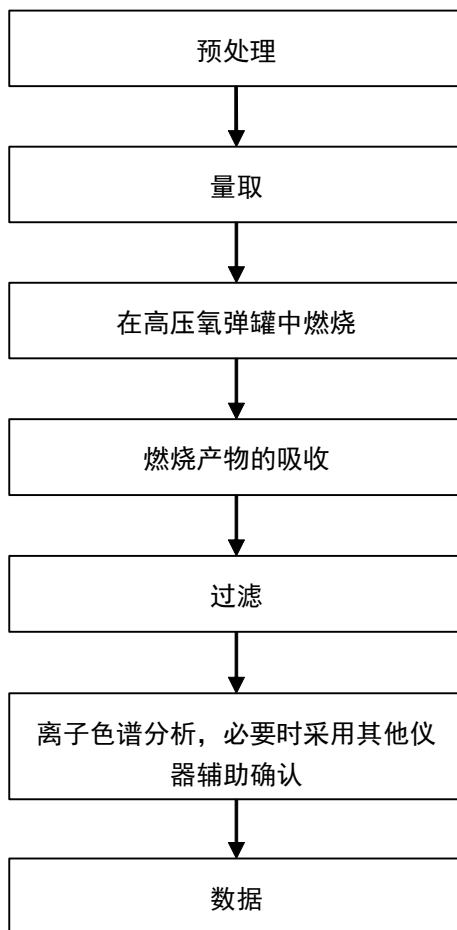 预处理
量取
在高压氧弹罐中燃烧
燃烧产物的吸收
过滤
离子色谱分析，必要时采用其他仪
器辅助确认
数据